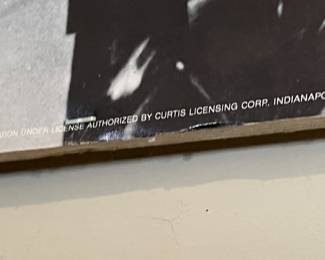 UNDER LICENSE AUTHORIZED BY CURTIS LICENSING CORP., INDIANAPO